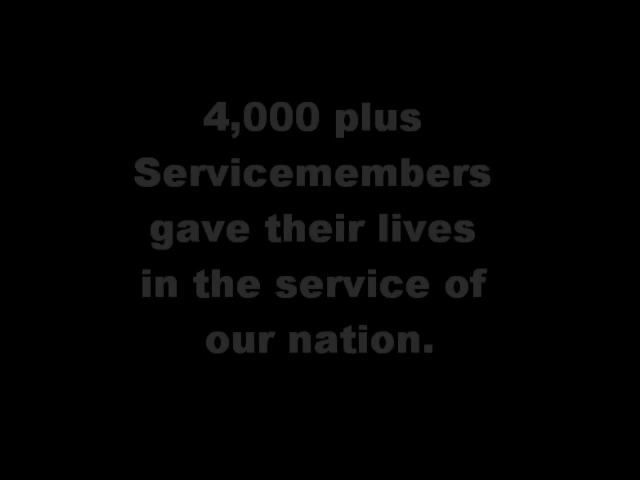 4,000 plus
Servicemembers
gave their lives
in the service of
our nation.